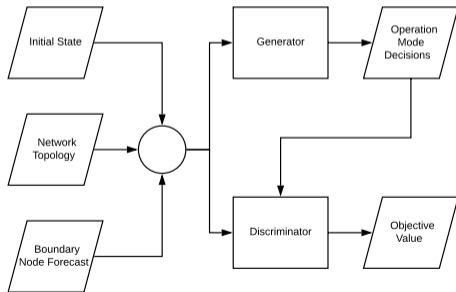 Initial State
Generator
Operation
Mode
Decisions
Network
Topology
Boundary
Node Forecast
Discriminator
Objective
Value